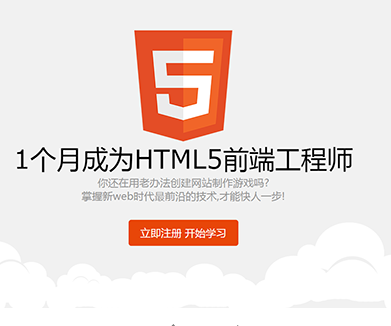 5
1个月成为HTML5前端工程师
你还在用老办法创建网站制作游戏吗?
掌握新web时代最前沿的技术,才能快人一步!
立即注册 开始学习